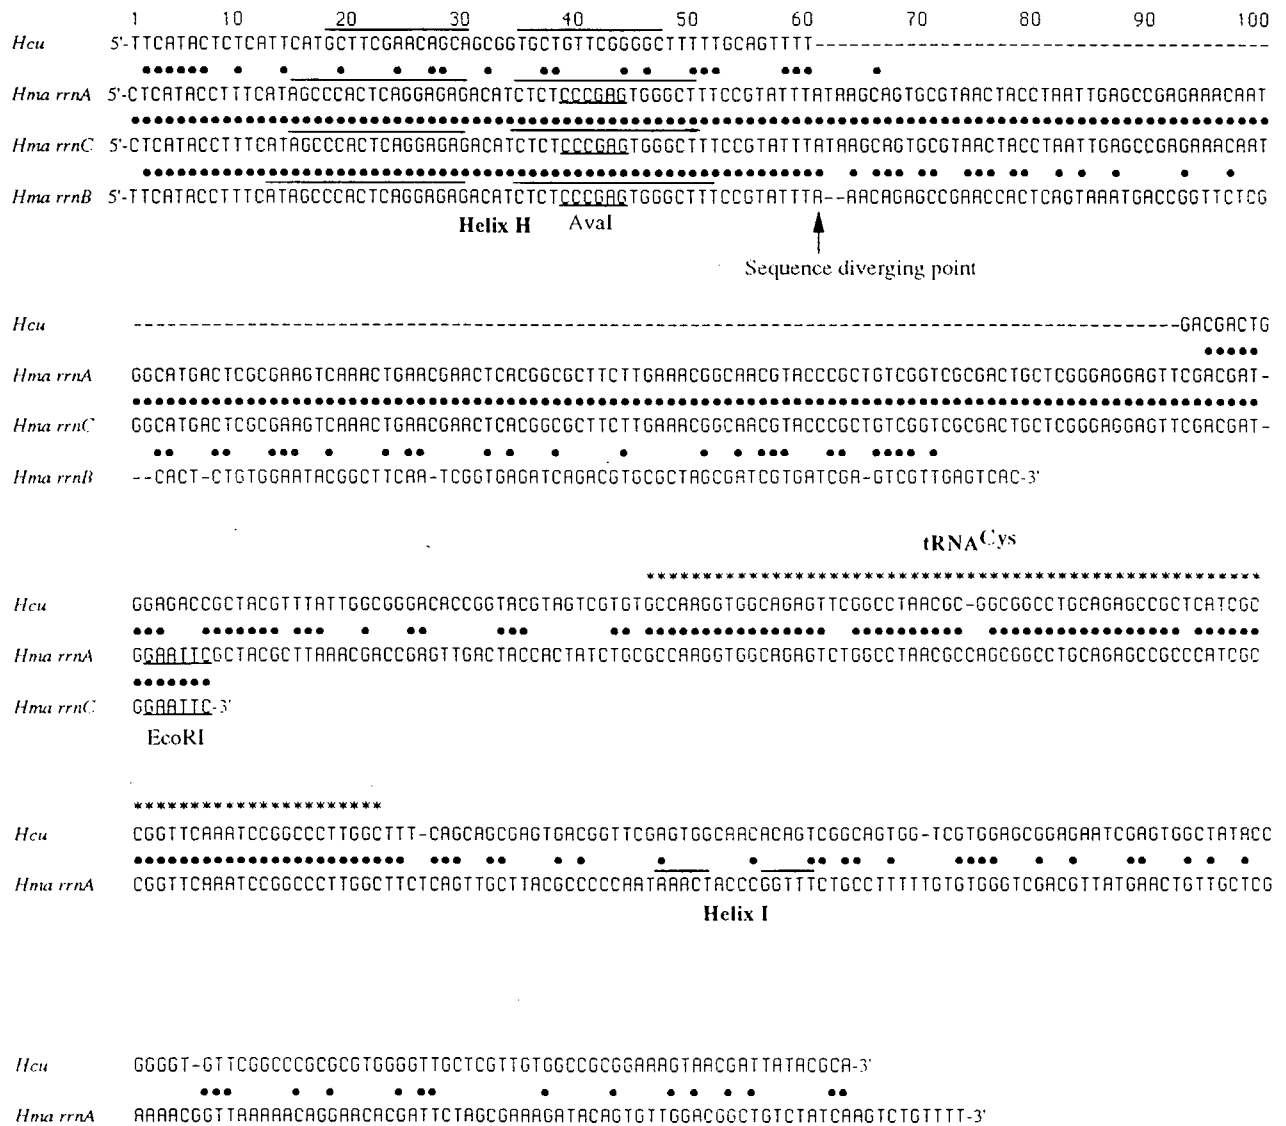 1 10 20 30 40 50 60 70 80 90 100
Hcu 5'-TTCATACTCTCATTCATGCTTCGAACAGCAGCGGTGCTGTTCGGGGCTTTTTGCAGTTTT----------------------------------------
Hma rrnA 5'-CTCATACCTTTCATAGCCCACTCAGGAGAGACATCTCTCCCGAGTGGGCTTTCCGTATTTATAAGCAGTGCGTAACTACCTAATTGAGCCGAGAAACAAT
Hma rrnC 5'-CTCATACCTTTCATAGCCCACTCAGGAGAGACATCTCTCCCGAGTGGGCTTTCCGTATTTATAAGCAGTGCGTAACTACCTAATTGAGCCGAGAAACAAT
Hma rrnB 5'-TTCATACCTTTCATAGCCCACTCAGGAGAGACATCTCTCCCGAGTGGGCTTTCCGTATTTA--AACAGAGCCGAACCACTCAGTAAATGACCGGTTCTCG
Helix H AvaI
Sequence diverging point
Hcu --------------------------------------------------------------------------------------------GACGACTG
Hma rrnA GGCATGACTCGCGAAGTCAAACTGAACGAACTCACGGCGCTTCTTGAAACGGCAACGTACCCGCTGTCGGTCGCGACTGCTCGGGAGGAGTTCGACGAT-
Hma rrnC GGCATGACTCGCGAAGTCAAACTGAACGAACTCACGGCGCTTCTTGAAACGGCAACGTACCCGCTGTCGGTCGCGACTGCTCGGGAGGAGTTCGACGAT-
Hma rrnB --CACT-CTGTGGAATACGGCTTCAA-TCGGTGAGATCAGACGTGCGCTAGCGATCGTGATCGA-GTCGTTGAGTCAC-3'
tRNACys
******************************************************
Hcu GGAGACCGCTACGTTTATTGGCGGGACACCGGTACGTAGTCGTGTGCCAAGGTGGCAGAGTTCGGCCTAACGC-GGCGGCCTGCAGAGCCGCTCATCGC
Hma rrnA GGAATTCGCTACGCTTAAACGACCGAGTTGACTACCACTATCTGCGCCAAGGTGGCAGAGTCTGGCCTAACGCCAGCGGCCTGCAGAGCCGCCCATCGC
Hma rrnC GGAATTC-3'
EcoRI
**********************
Hcu CGGTTCAAATCCGGCCCTTGGCTTT-CAGCAGCGAGTGACGGTTCGAGTGGCAACACAGTCGGCAGTGG-TCGTGGAGCGGAGAATCGAGTGGCTATACC
Hma rrnA CGGTTCAAATCCGGCCCTTGGCTTCTCAGTTGCTTACGCCCCCAATAAACTACCCGGTTTCTGCCTTTTTGTGTGGGTCGACGTTATGAACTGTTGCTCG
Helix I
Hcu GGGGT-GTTCGGCCCGCGCGTGGGGTTGCTCGTTGTGGCCGCGGAAAGTAACGATTATACGCA-3'
Hma rrnA AAAACGGTTAAAAACAGGAACACGATTCTAGCGAAAGATACAGTGTTGGACGGCTGTCTATCAAGTCTGTTTT-3'